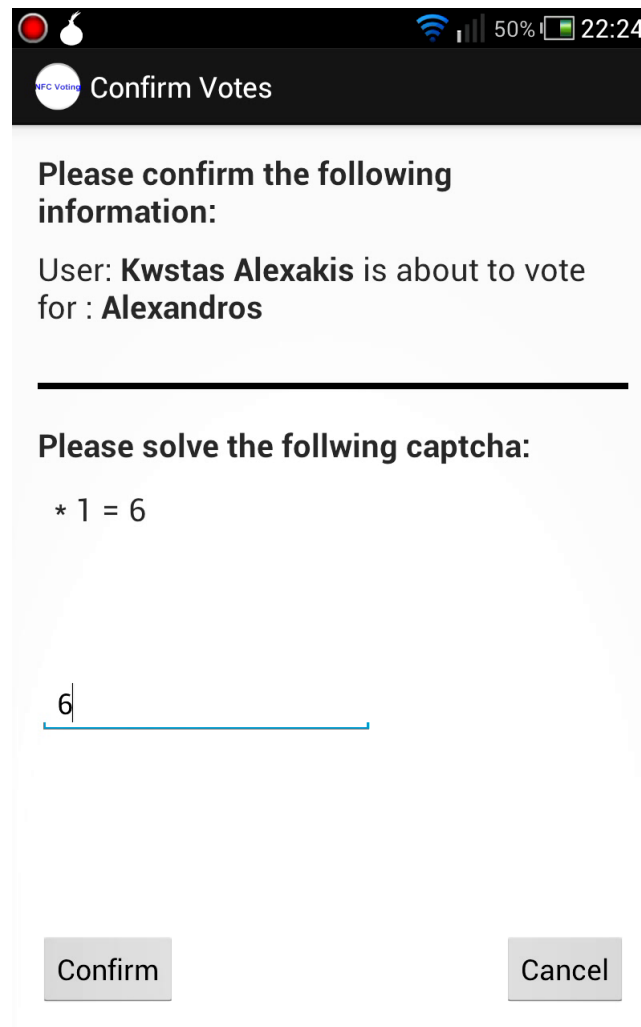 50% 22:24
NFC Voting Confirm Votes
Please confirm the following
information:
User: Kwstas Alexakis is about to vote
for : Alexandros
Please solve the follwing captcha:
* 1 = 6
6
Confirm Cancel